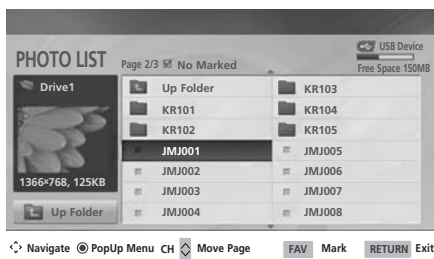 USB Device
PHOTO LIST Page 2/3 No Marked Free Space 150MB
Drive1
1366×768, 125KB
Up Folder
Up Folder KR103
KR101 KR104
KR102 KR105
JMJ001 JMJ005
JMJ002 JMJ006
JMJ003 JMJ007
JMJ004 JMJ008
Navigate PopUp Menu CH Move Page FAV Mark RETURN Exit